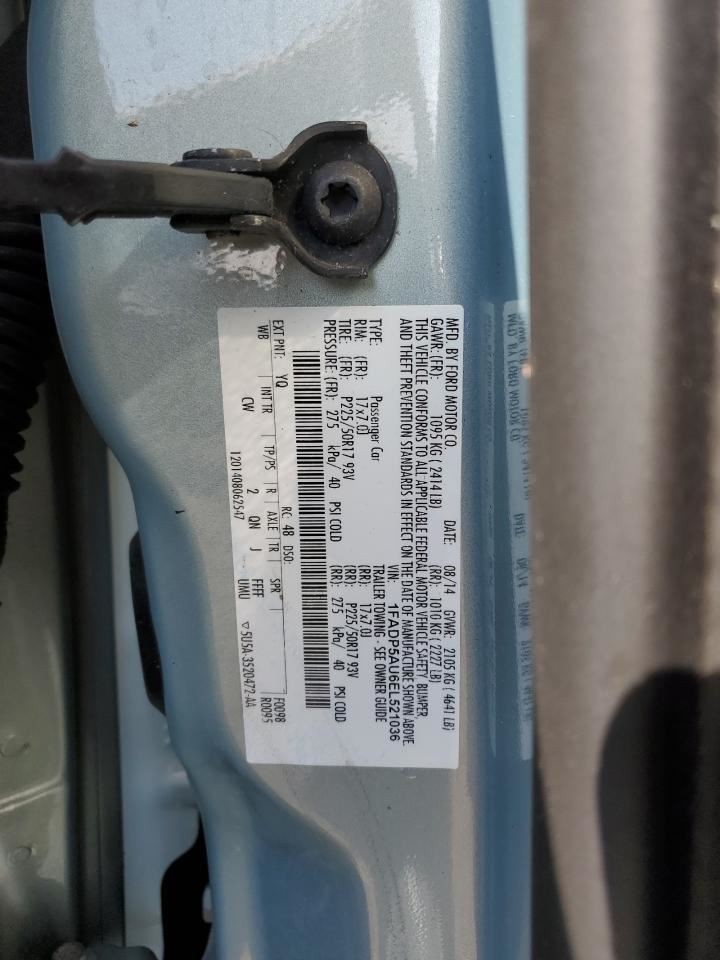 MFD. BY FORD MOTOR CO.
DATE: 08/14 GVWR: 2105 KG ( 4641 LB)
GAWR: (FR): 1095 KG ( 2414 LB) (RR): 1010 KG ( 2227 LB)
THIS VEHICLE CONFORMS TO ALL APPLICABLE FEDERAL MOTOR VEHICLE SAFETY BUMPER,
AND THEFT PREVENTION STANDARDS IN EFFECT ON THE DATE OF MANUFACTURE SHOWN ABOVE.
VIN: 1FADP5AU6EL521036
TYPE: Passenger Car TRAILER TOWING - SEE OWNER GUIDE
RIM: (FR): 17x7.0J (RR): 17x7.0J
TIRE: (FR): P225/50R17 93V (RR): P225/50R17 93V
PRESSURE: (FR): 275 kPa/ 40 PSI COLD (RR): 275 kPa/ 40 PSI COLD
EXT PNT: YQ RC: 48 DSO: F0098
WB INT TR TP/PS R AXLE TR SPR R0095
CW 2 QN J FFFF UMU
1201408062547 ▽5U5A-3520472-AA